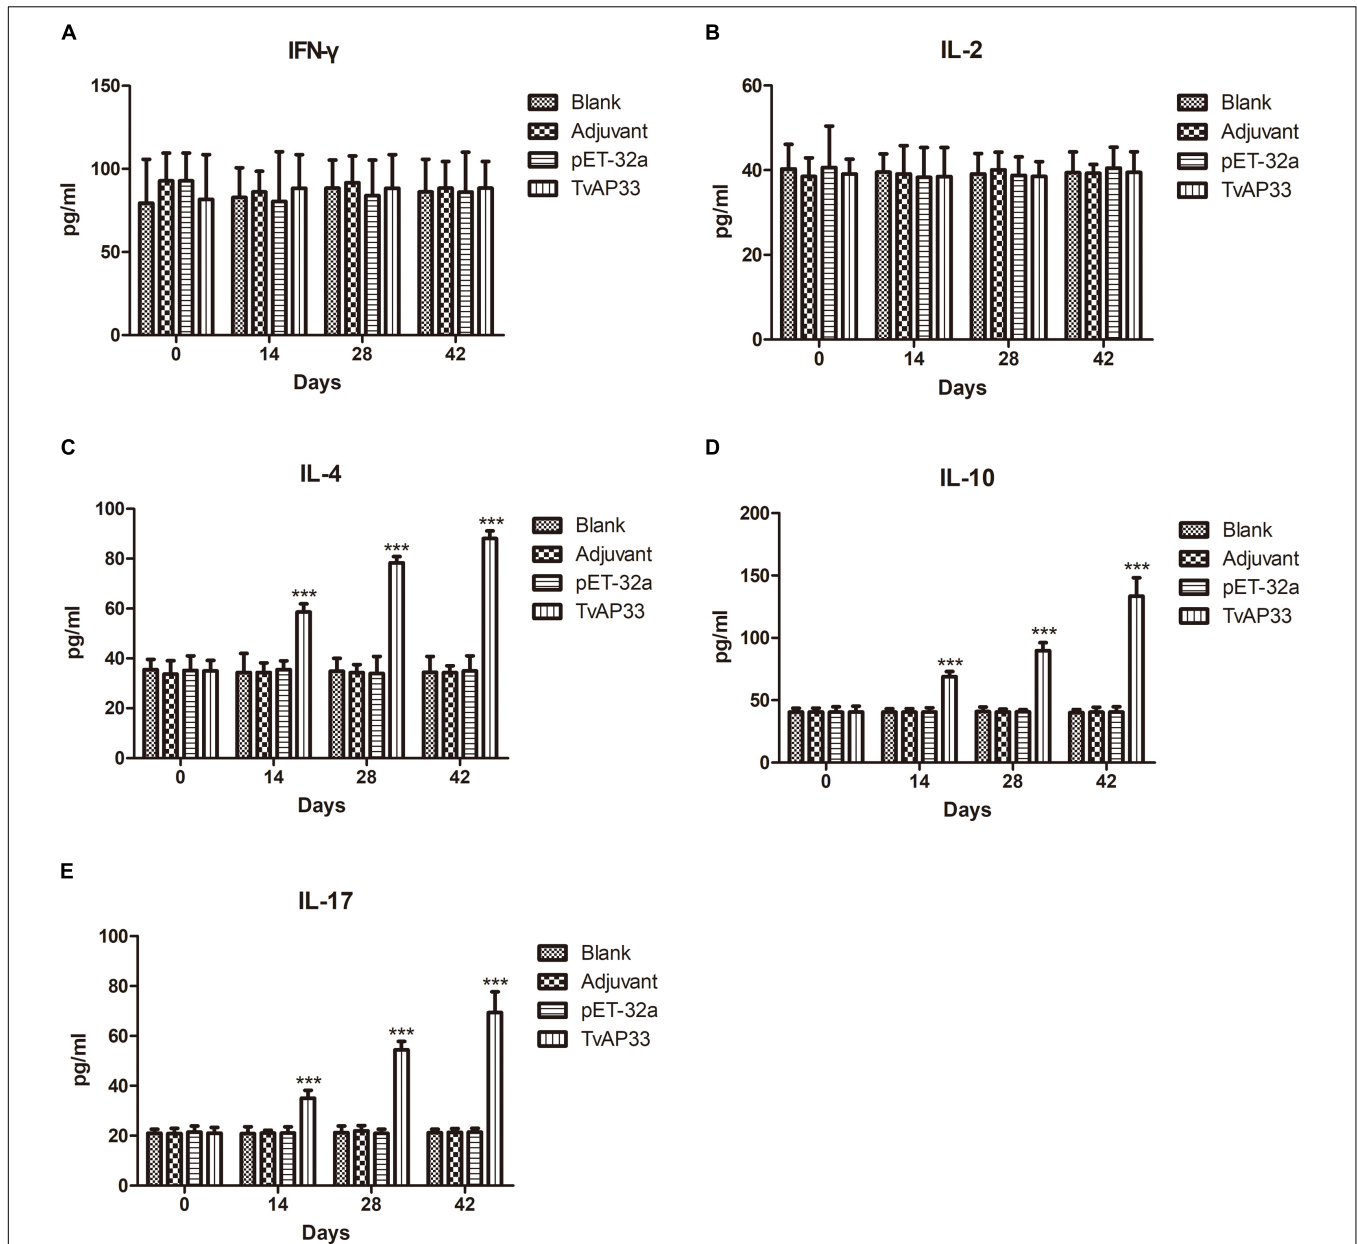 A
IFN-γ
150
100
50
0
pg/ml
0 14 28 42
Days
Blank
Adjuvant
pET-32a
TvAP33
B
IL-2
60
40
20
0
pg/ml
0 14 28 42
Days
Blank
Adjuvant
pET-32a
TvAP33
C
IL-4
100
80
60
40
20
0
pg/ml
*** *** ***
0 14 28 42
Days
Blank
Adjuvant
pET-32a
TvAP33
D
IL-10
200
150
100
50
0
pg/ml
*** *** ***
0 14 28 42
Days
Blank
Adjuvant
pET-32a
TvAP33
E
IL-17
100
80
60
40
20
0
pg/ml
*** *** ***
0 14 28 42
Days
Blank
Adjuvant
pET-32a
TvAP33